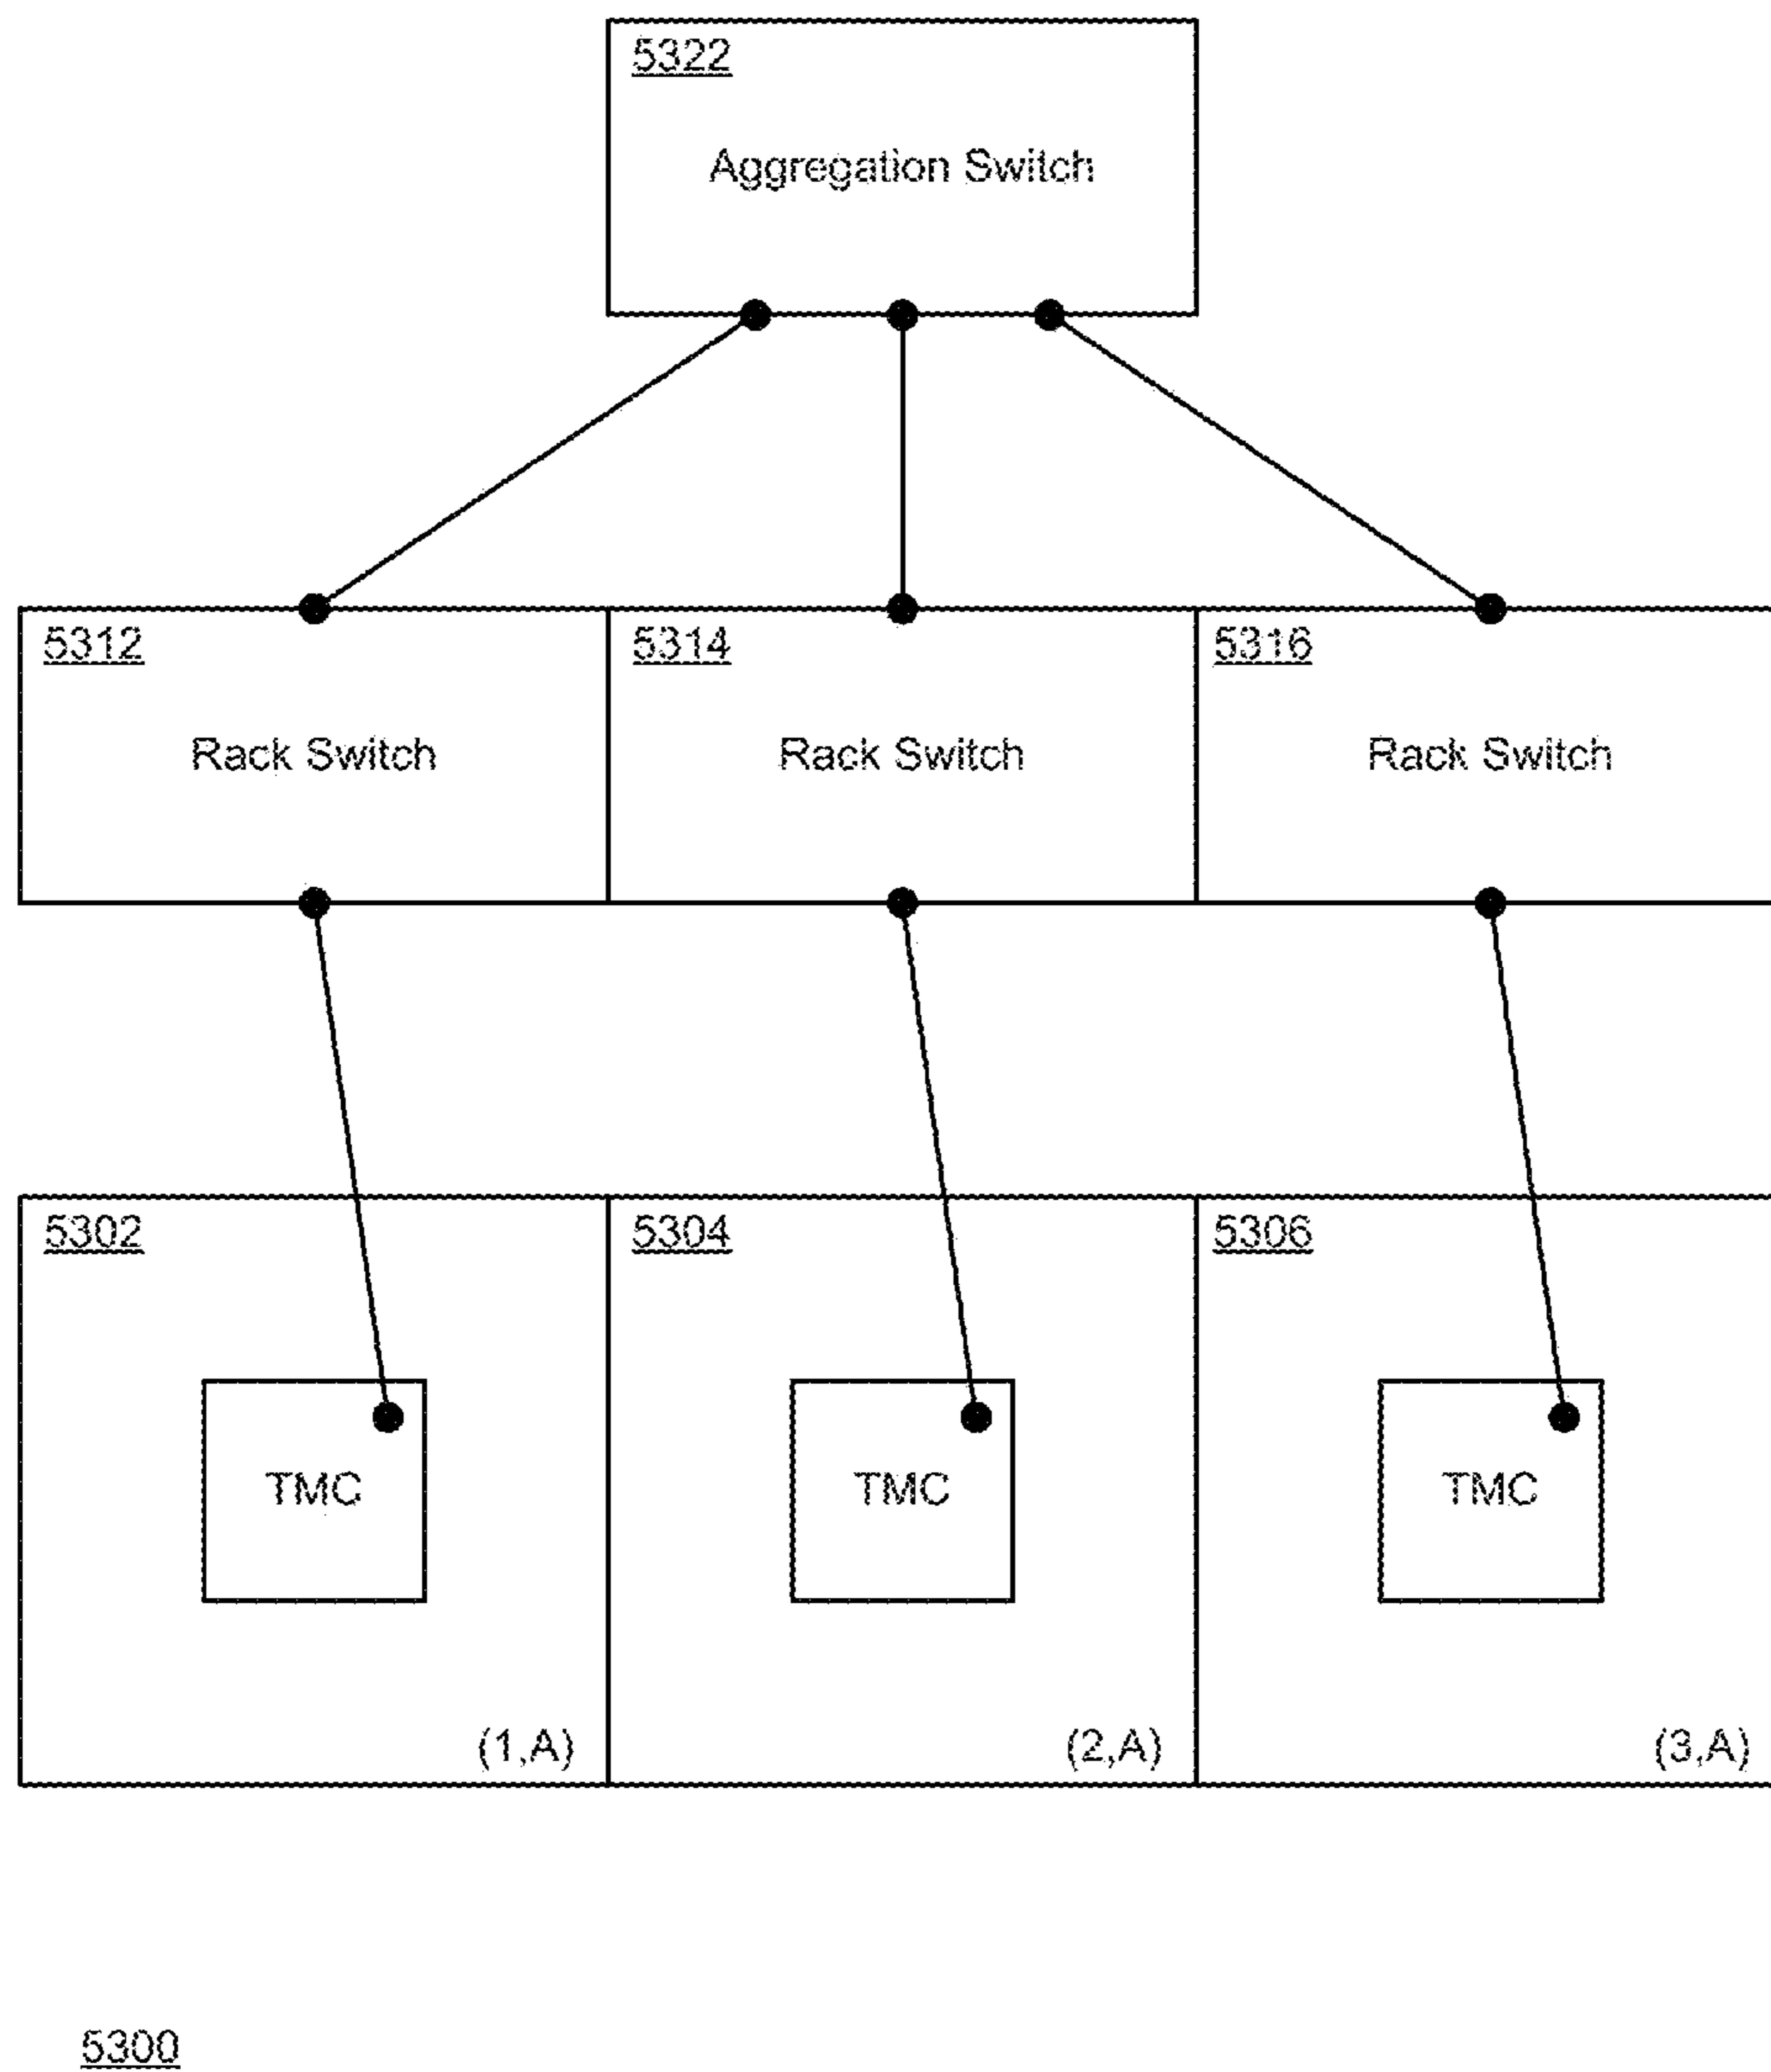 5322
Aggregation Switch
5312
5314
5316
Rack Switch
Rack Switch
Rack Switch
5302
5304
5306
TMC
TMC
TMC
(1,A)
(2,A)
(3,A)
5300